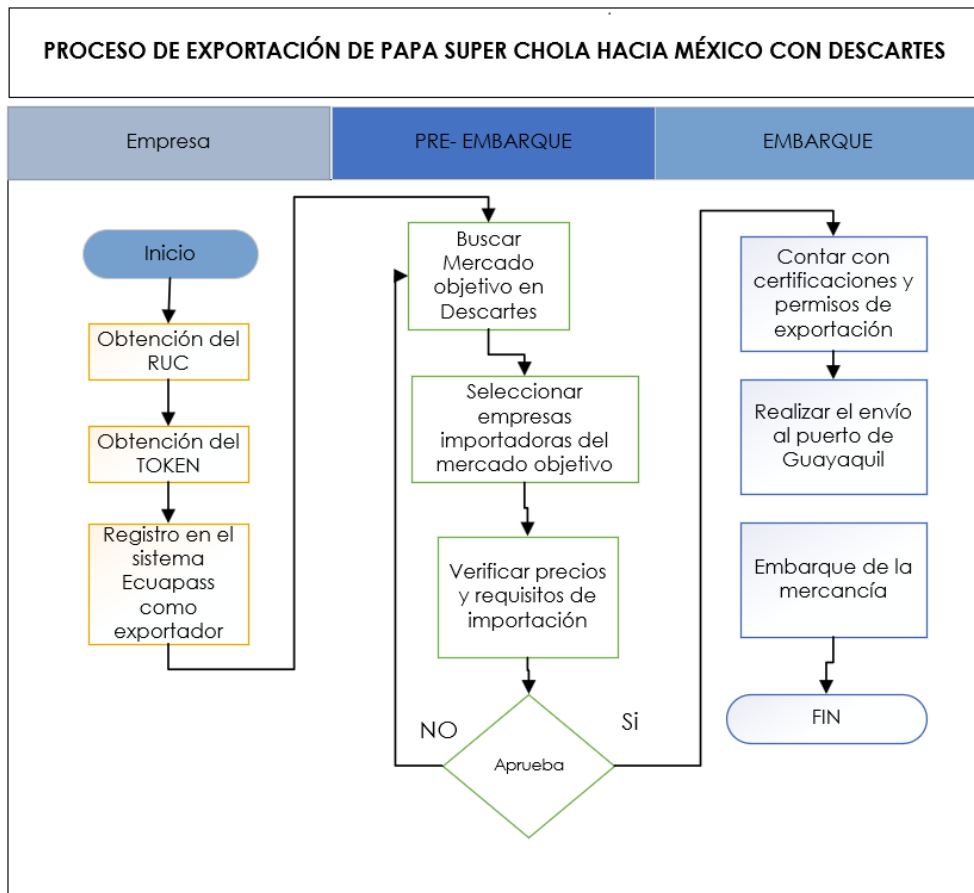 PROCESO DE EXPORTACIÓN DE PAPA SUPER CHOLA HACIA MÉXICO CON DESCARTES
Empresa
PRE- EMBARQUE
EMBARQUE
Inicio
Obtención del
RUC
Obtención del
TOKEN
Registro en el
sistema
Ecuapass
como
exportador
Buscar
Mercado
objetivo en
Descartes
Seleccionar
empresas
importadoras del
mercado objetivo
Verificar precios
y requisitos de
importación
NO
Aprueba
Si
Contar con
certificaciones y
permisos de
exportación
Realizar el envío
al puerto de
Guayaquil
Embarque de la
mercancía
FIN